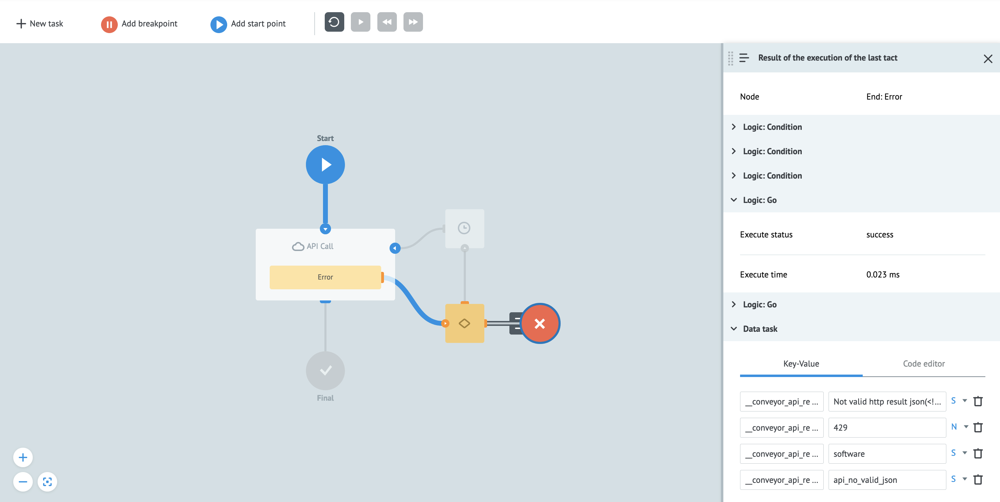 New task
Add breakpoint
Add start point
Result of the execution of the last tact
Node
End: Error
Logic: Condition
Logic: Condition
Logic: Condition
Logic: Go
Execute status
success
Execute time
0.023 ms
Logic: Go
Data task
Key-Value
Code editor
__conveyor_api_re ...
Not valid http result json(<!...
S
__conveyor_api_re ...
429
N
__conveyor_api_re ...
software
S
__conveyor_api_re ...
api_no_valid_json
S
Start
API Call
Error
Final